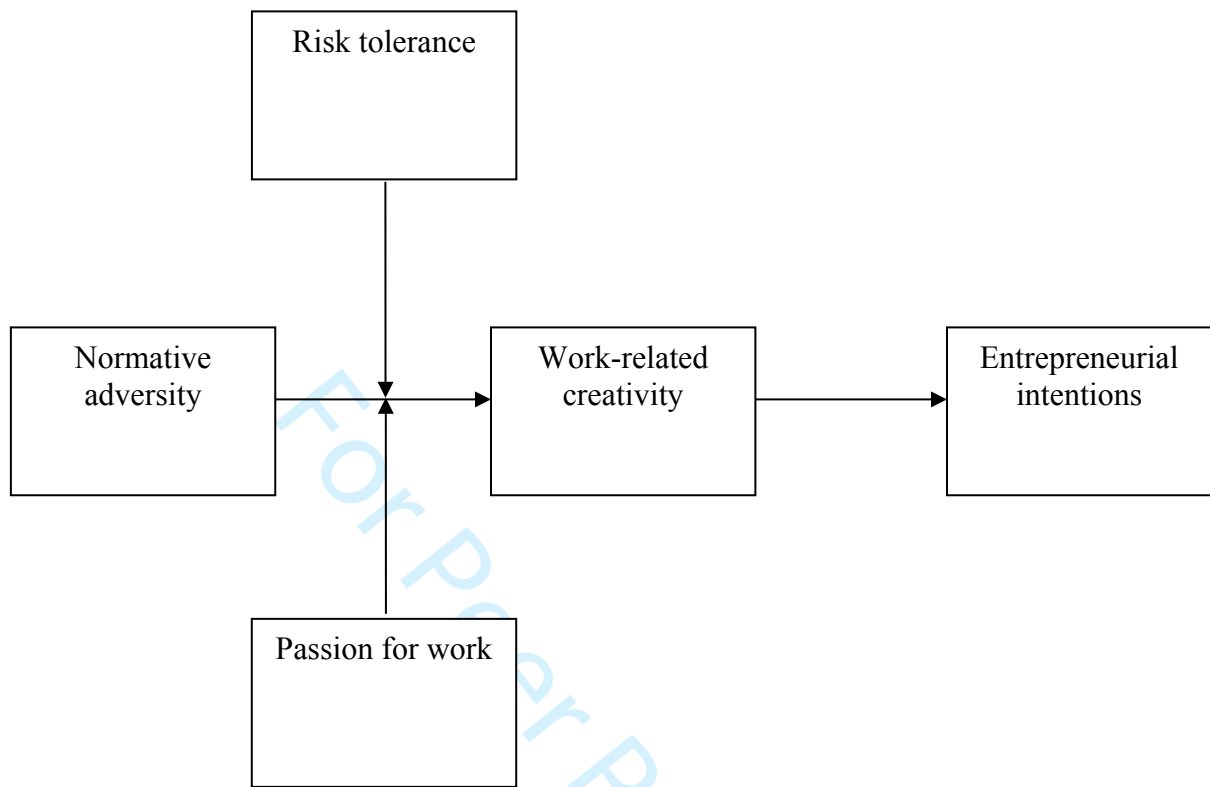 Risk tolerance
Normative
adversity
Work-related
creativity
Entrepreneurial
intentions
Passion for work
For Peer